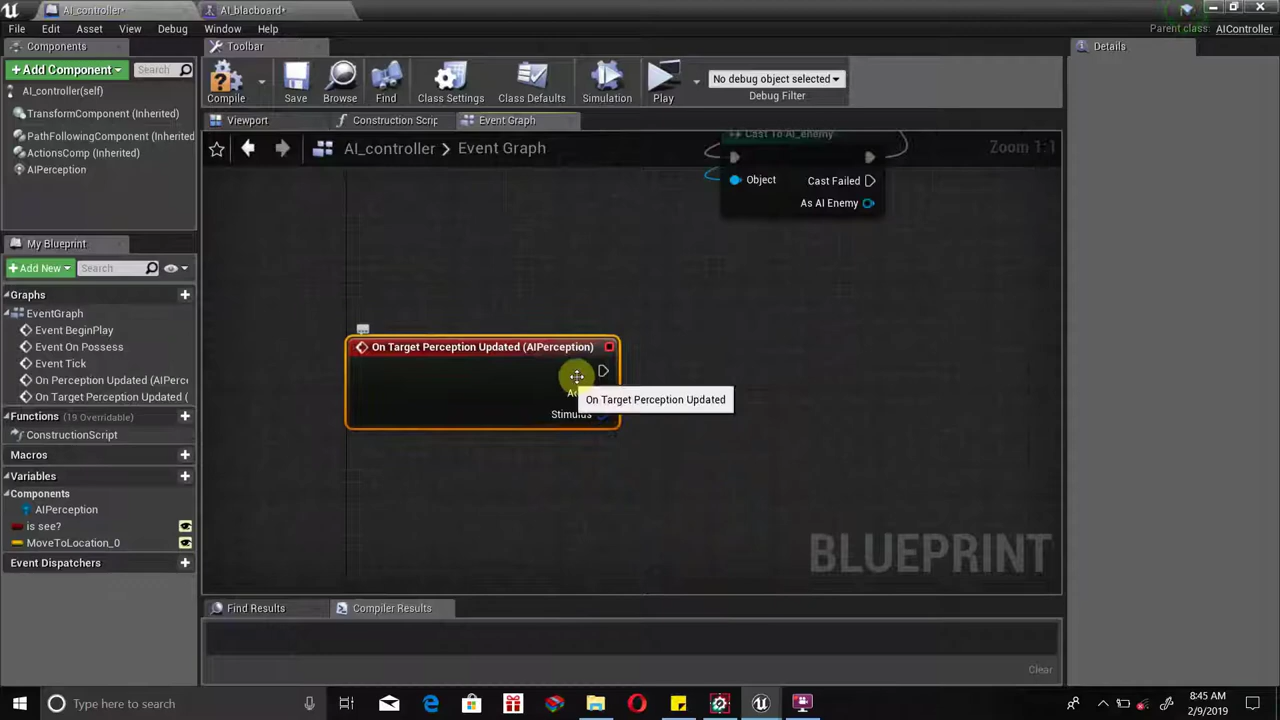 AI_controller*
AI_blacboard*
File Edit Asset View Debug Window Help
Parent class: AIController
Components
Toolbar
Details
+Add Component
Search
AI_controller(self)
TransformComponent (Inherited)
PathFollowingComponent (Inherited
ActionsComp (Inherited)
AIPerception
Compile
Save
Browse
Find
Class Settings
Class Defaults
Simulation
Play
No debug object selected
Debug Filter
Viewport
Construction Scrip
Event Graph
AI_controller > Event Graph
Zoom 1:1
Cast To AI_enemy
Object
Cast Failed
As AI Enemy
My Blueprint
+Add New
Search
Graphs
EventGraph
Event BeginPlay
Event On Possess
Event Tick
On Perception Updated (AIPerc
On Target Perception Updated (
Functions (19 Overridable)
ConstructionScript
Macros
Variables
Components
AIPerception
is see?
MoveToLocation_0
Event Dispatchers
On Target Perception Updated (AIPerception)
On Target Perception Updated
Stimulus
BLUEPRINT
Find Results
Compiler Results
Clear
Type here to search
8:45 AM
2/9/2019